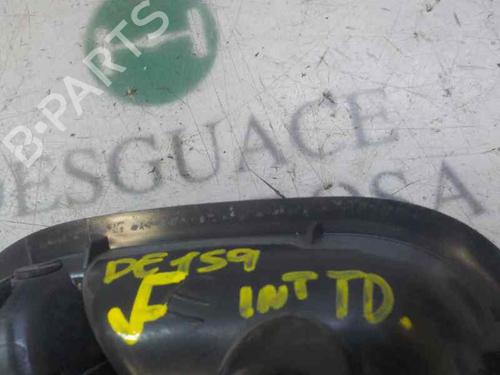 B-PARTS
DESGUACE
OSA
DE159
INT TD.